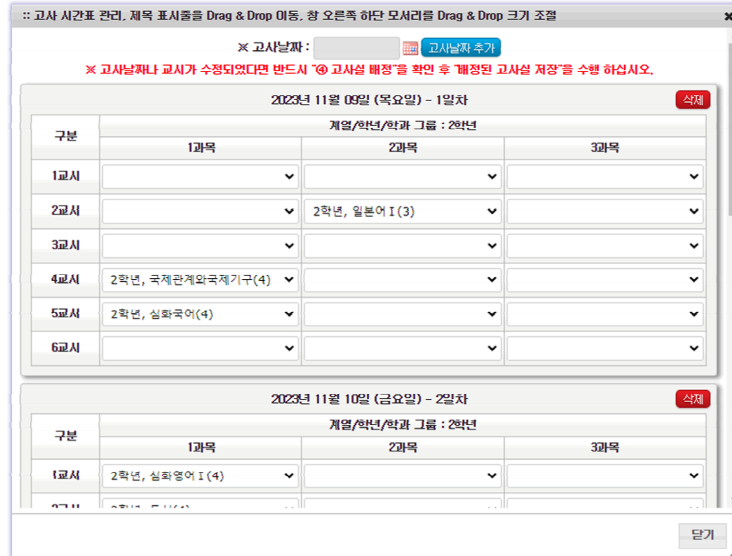 :: 고사 시간표 관리, 제목 표시줄을 Drag & Drop 이동, 창 오른쪽 하단 모서리를 Drag & Drop 크기 조절
※ 고사날짜 : 고사날짜 추가
※ 고사날짜나 교시가 수정되었다면 반드시 "④ 고사실 배정"을 확인 후 "배정된 고사실 저장"을 수행 하십시오.
2023년 11월 09일 (목요일) - 1일차 삭제
구분 계열/학년/학과 그룹 : 2학년
1과목 2과목 3과목
1교시
2교시 2학년, 일본어 I (3)
3교시
4교시 2학년, 국제관계와국제기구(4)
5교시 2학년, 심화국어(4)
6교시
2023년 11월 10일 (금요일) - 2일차 삭제
구분 계열/학년/학과 그룹 : 2학년
1과목 2과목 3과목
1교시 2학년, 심화영어 I (4)
닫기